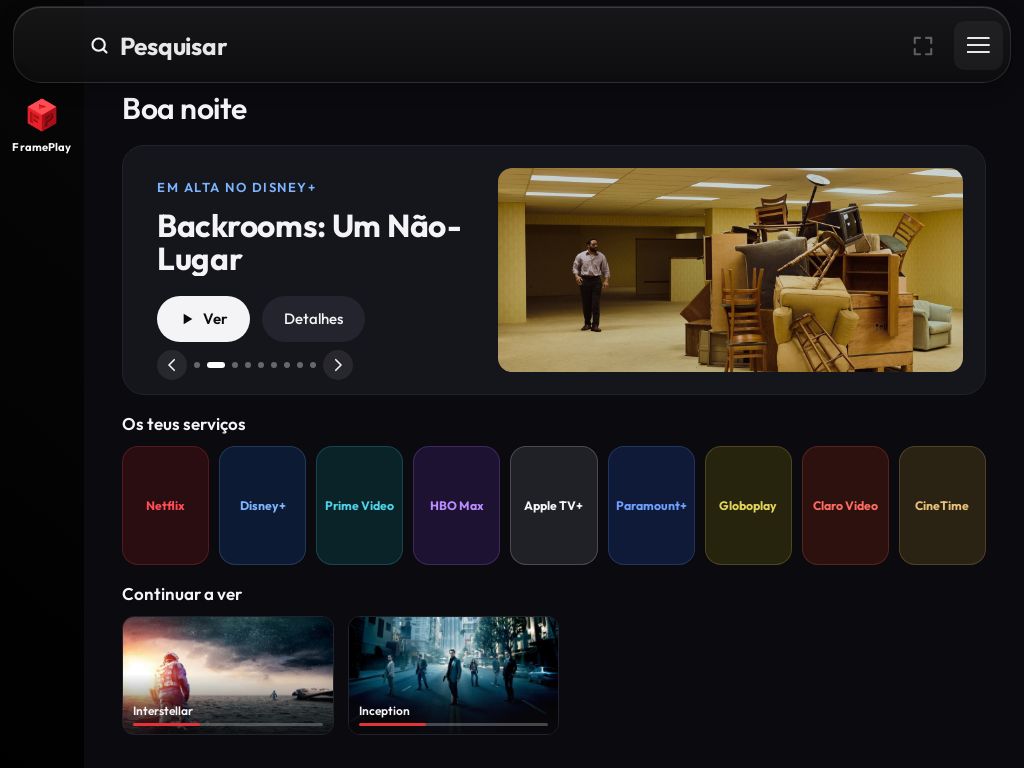 Pesquisar
FramePlay
Boa noite
EM ALTA NO DISNEY+
Backrooms: Um Não-
Lugar
Ver
Detalhes
Os teus serviços
Netflix
Disney+
Prime Video
HBO Max
Apple TV+
Paramount+
Globoplay
Claro Video
CineTime
Continuar a ver
Interstellar
Inception